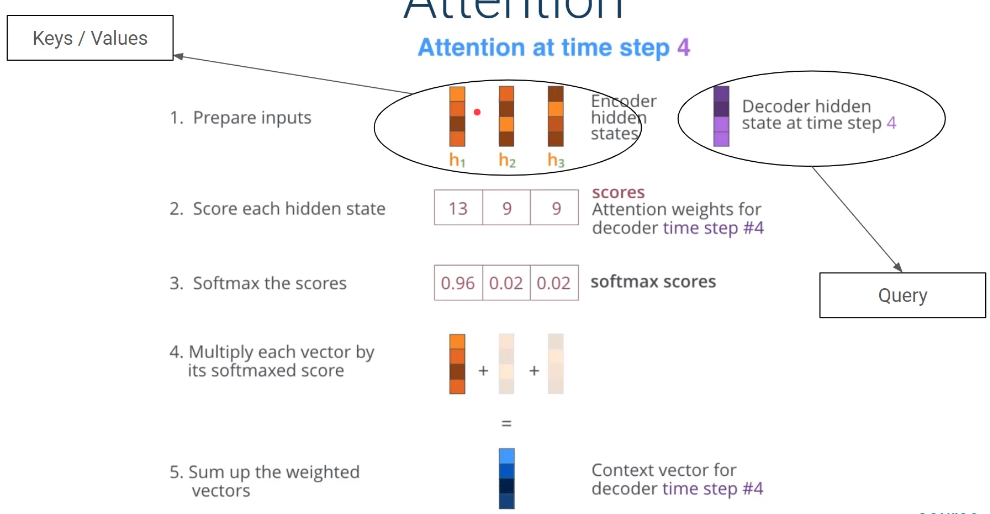 Attention
Keys / Values
Attention at time step 4
1. Prepare inputs
Encoder
hidden
states
Decoder hidden
state at time step 4
h1 h2 h3
2. Score each hidden state
13 9 9
scores
Attention weights for
decoder time step #4
3. Softmax the scores
0.96 0.02 0.02
softmax scores
Query
4. Multiply each vector by
its softmaxed score
+ +
=
5. Sum up the weighted
vectors
Context vector for
decoder time step #4